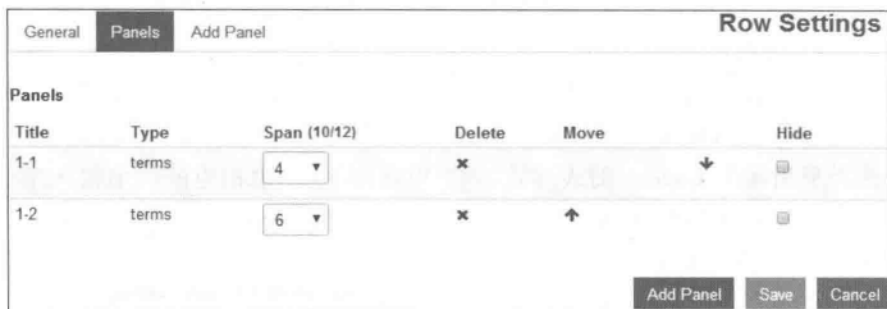 Row Settings
General Panels Add Panel
Panels
Title Type Span (10/12) Delete Move Hide
1-1 terms 4
1-2 terms 6
Add Panel Save Cancel